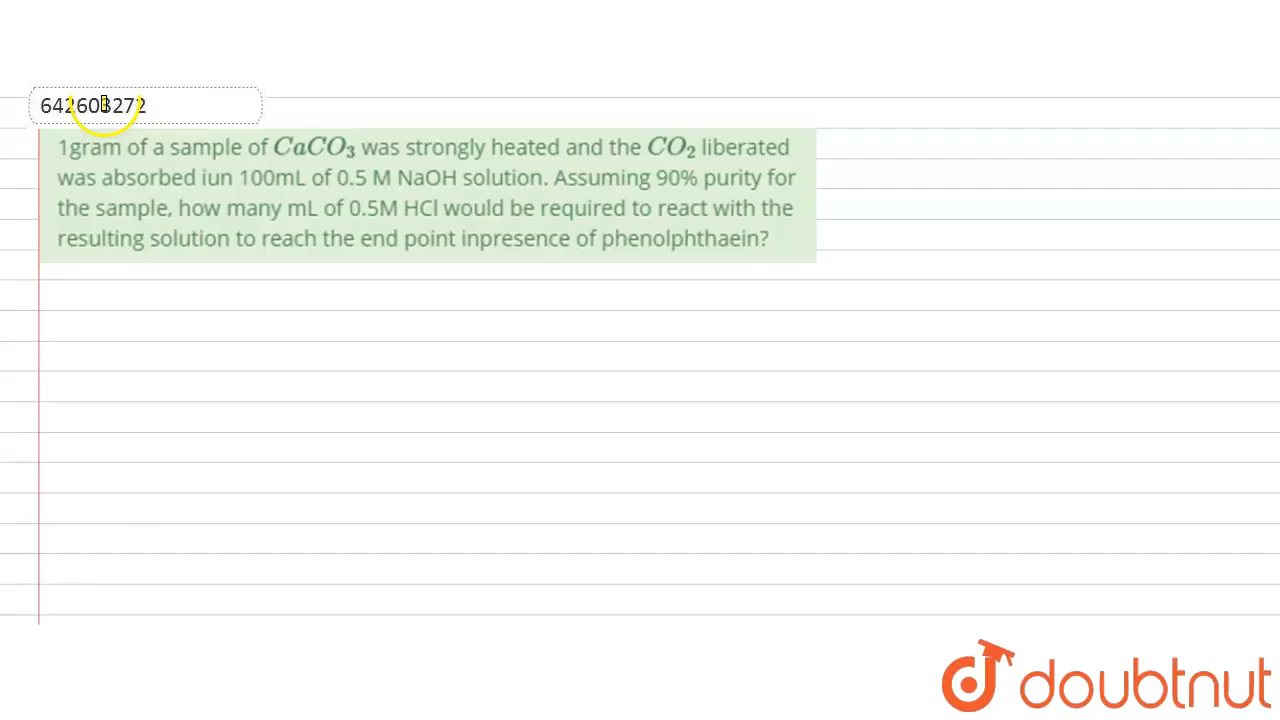 642603272
1gram of a sample of CaCO₃ was strongly heated and the CO₂ liberated
was absorbed iun 100mL of 0.5 M NaOH solution. Assuming 90% purity for
the sample, how many mL of 0.5M HCl would be required to react with the
resulting solution to reach the end point inpresence of phenolphthaein?
doubtnut